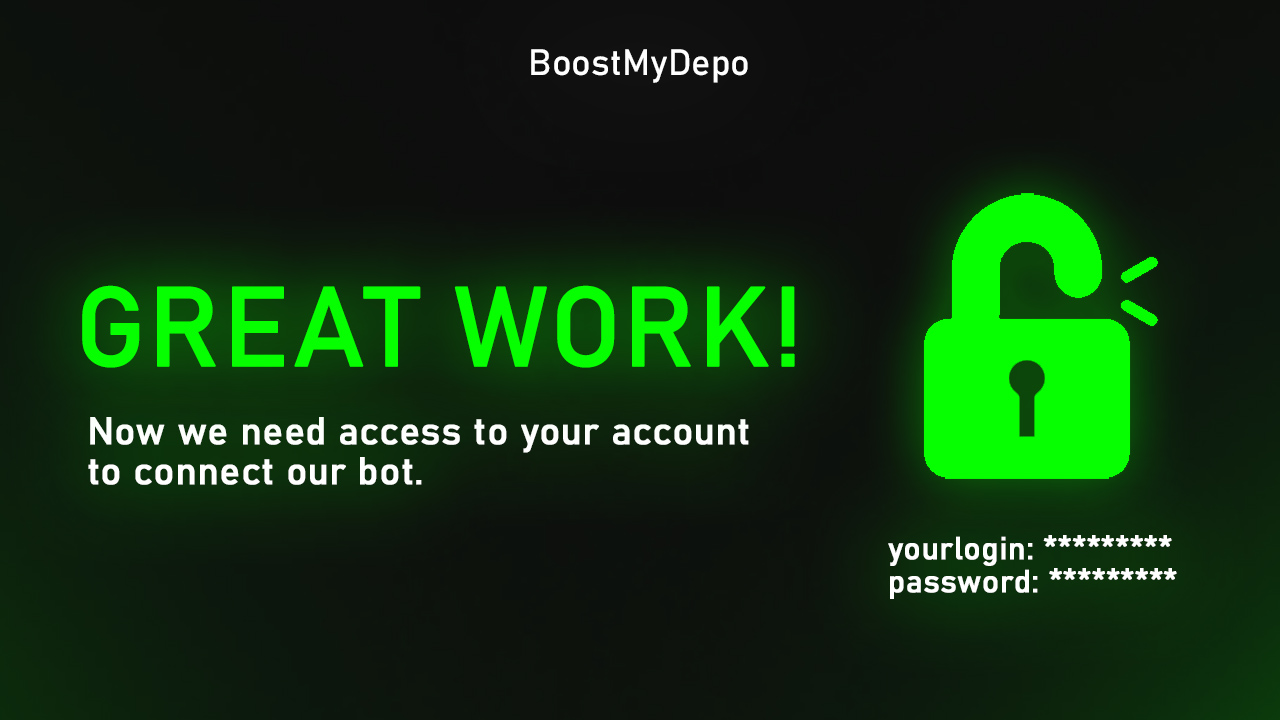 BoostMyDepo
GREAT WORK!
Now we need access to your account
to connect our bot.
yourlogin: *********
password: *********